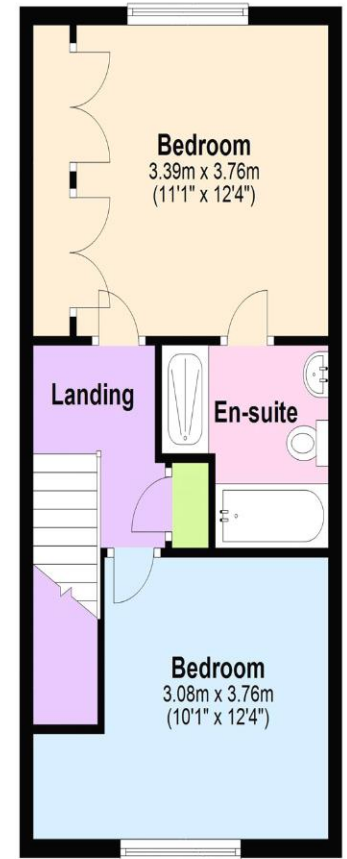 Bedroom
3.39m x 3.76m
(11'1" x 12'4")
Landing
En-suite
Bedroom
3.08m x 3.76m
(10'1" x 12'4")